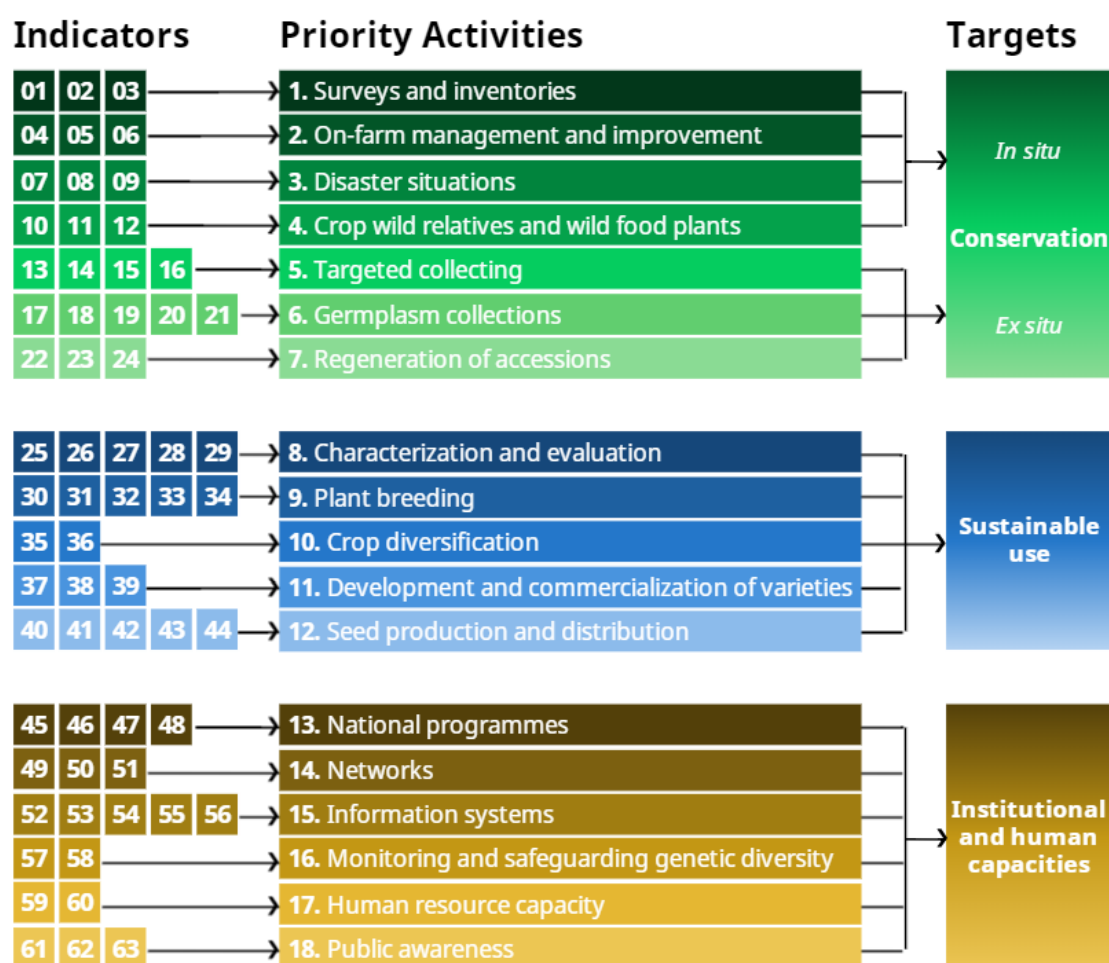 Indicators Priority Activities Targets
01 02 03 1. Surveys and inventories
04 05 06 2. On-farm management and improvement
In situ
07 08 09 3. Disaster situations
10 11 12 4. Crop wild relatives and wild food plants
Conservation
13 14 15 16 5. Targeted collecting
17 18 19 20 21 6. Germplasm collections
Ex situ
22 23 24 7. Regeneration of accessions
25 26 27 28 29 8. Characterization and evaluation
30 31 32 33 34 9. Plant breeding
Sustainable
35 36 10. Crop diversification
use
37 38 39 11. Development and commercialization of varieties
40 41 42 43 44 12. Seed production and distribution
45 46 47 48 13. National programmes
49 50 51 14. Networks
52 53 54 55 56 15. Information systems
Institutional
and human
capacities
57 58 16. Monitoring and safeguarding genetic diversity
59 60 17. Human resource capacity
61 62 63 18. Public awareness